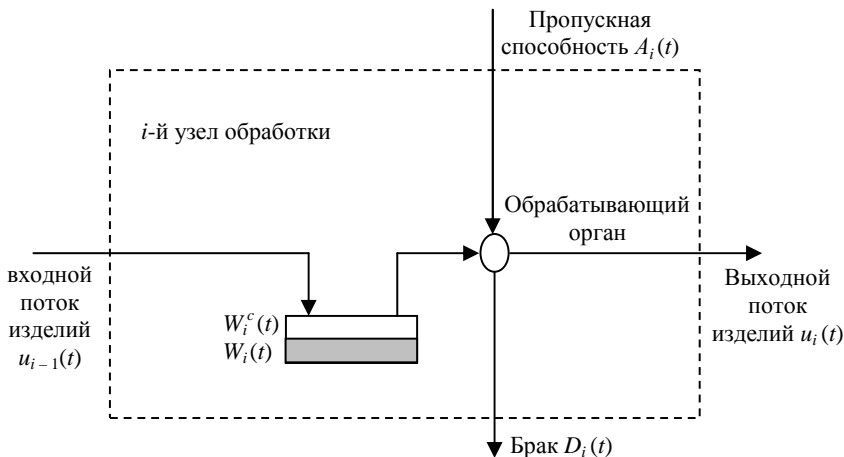 Пропускная
способность A_i(t)
i-й узел обработки
Обрабатывающий
орган
входной
поток
изделий
u_{i – 1}(t)
W_i^c(t)
W_i(t)
Выходной
поток
изделий u_i(t)
Брак D_i(t)